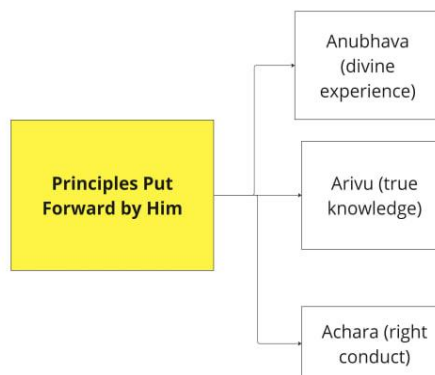 Principles Put
Forward by Him
Anubhava
(divine
experience)
Arivu (true
knowledge)
Achara (right
conduct)